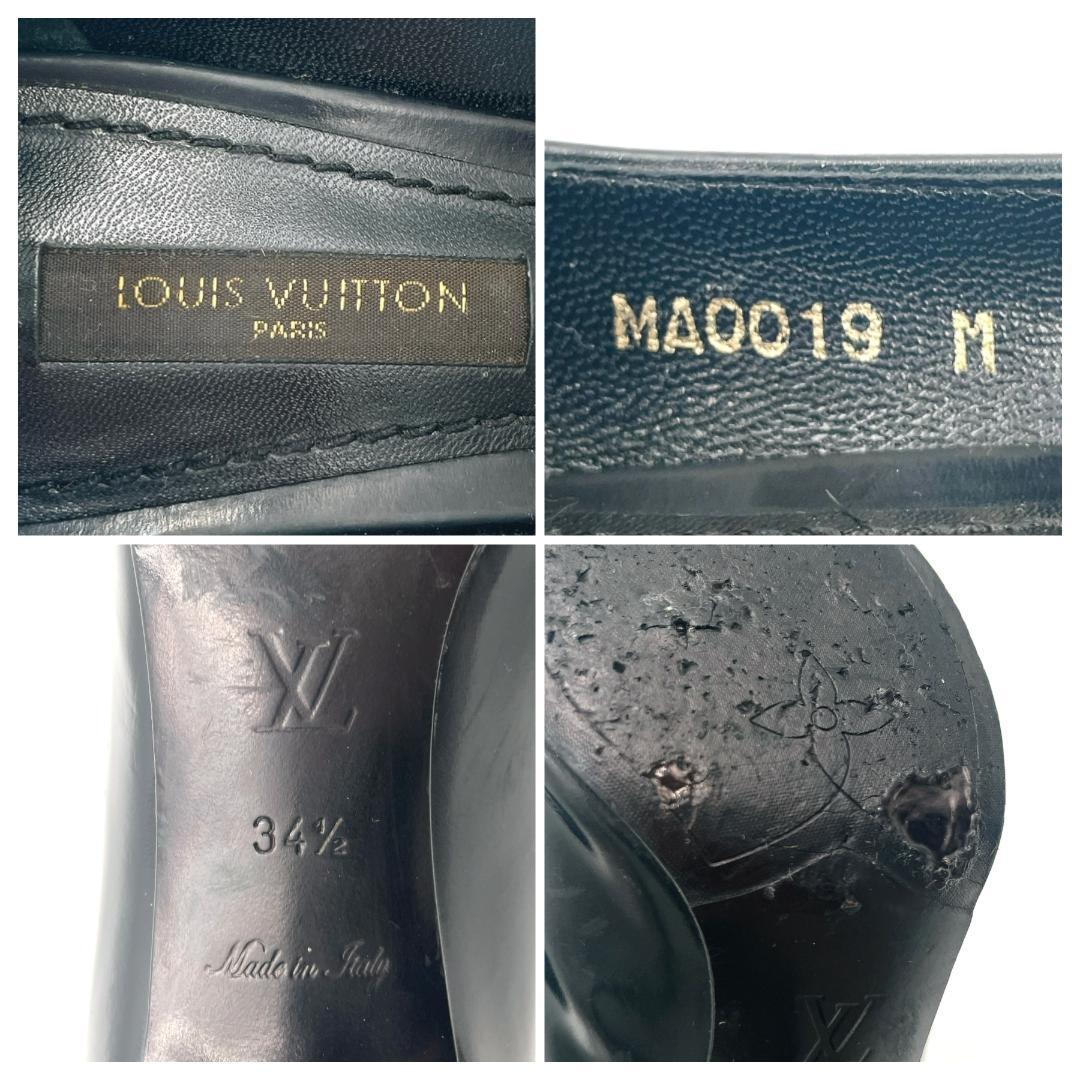 LOUIS VUITTON
PARIS
MA0019 M
LV
34½
Made in Italy
LV